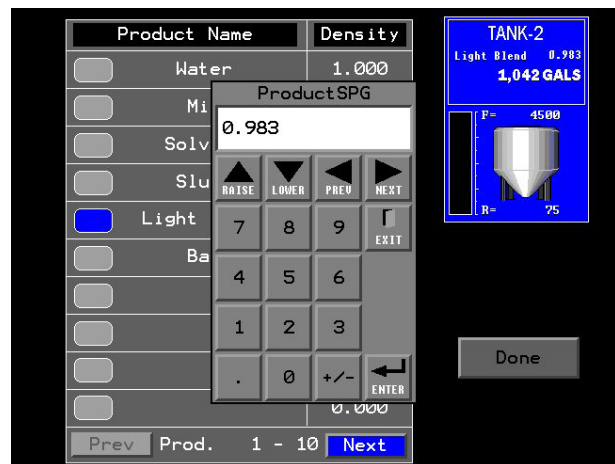 Product Name Density
Water 1.000
Mi
Solv
Slu
Light
Ba
0.000
Prev Prod. 1 - 10 Next
ProductSPG
0.983
RAISE LOWER PREV NEXT
7 8 9 EXIT
4 5 6
1 2 3
. 0 +/- ENTER
TANK-2
Light Blend 0.983
1,042 GALS
F= 4500
R= 75
Done